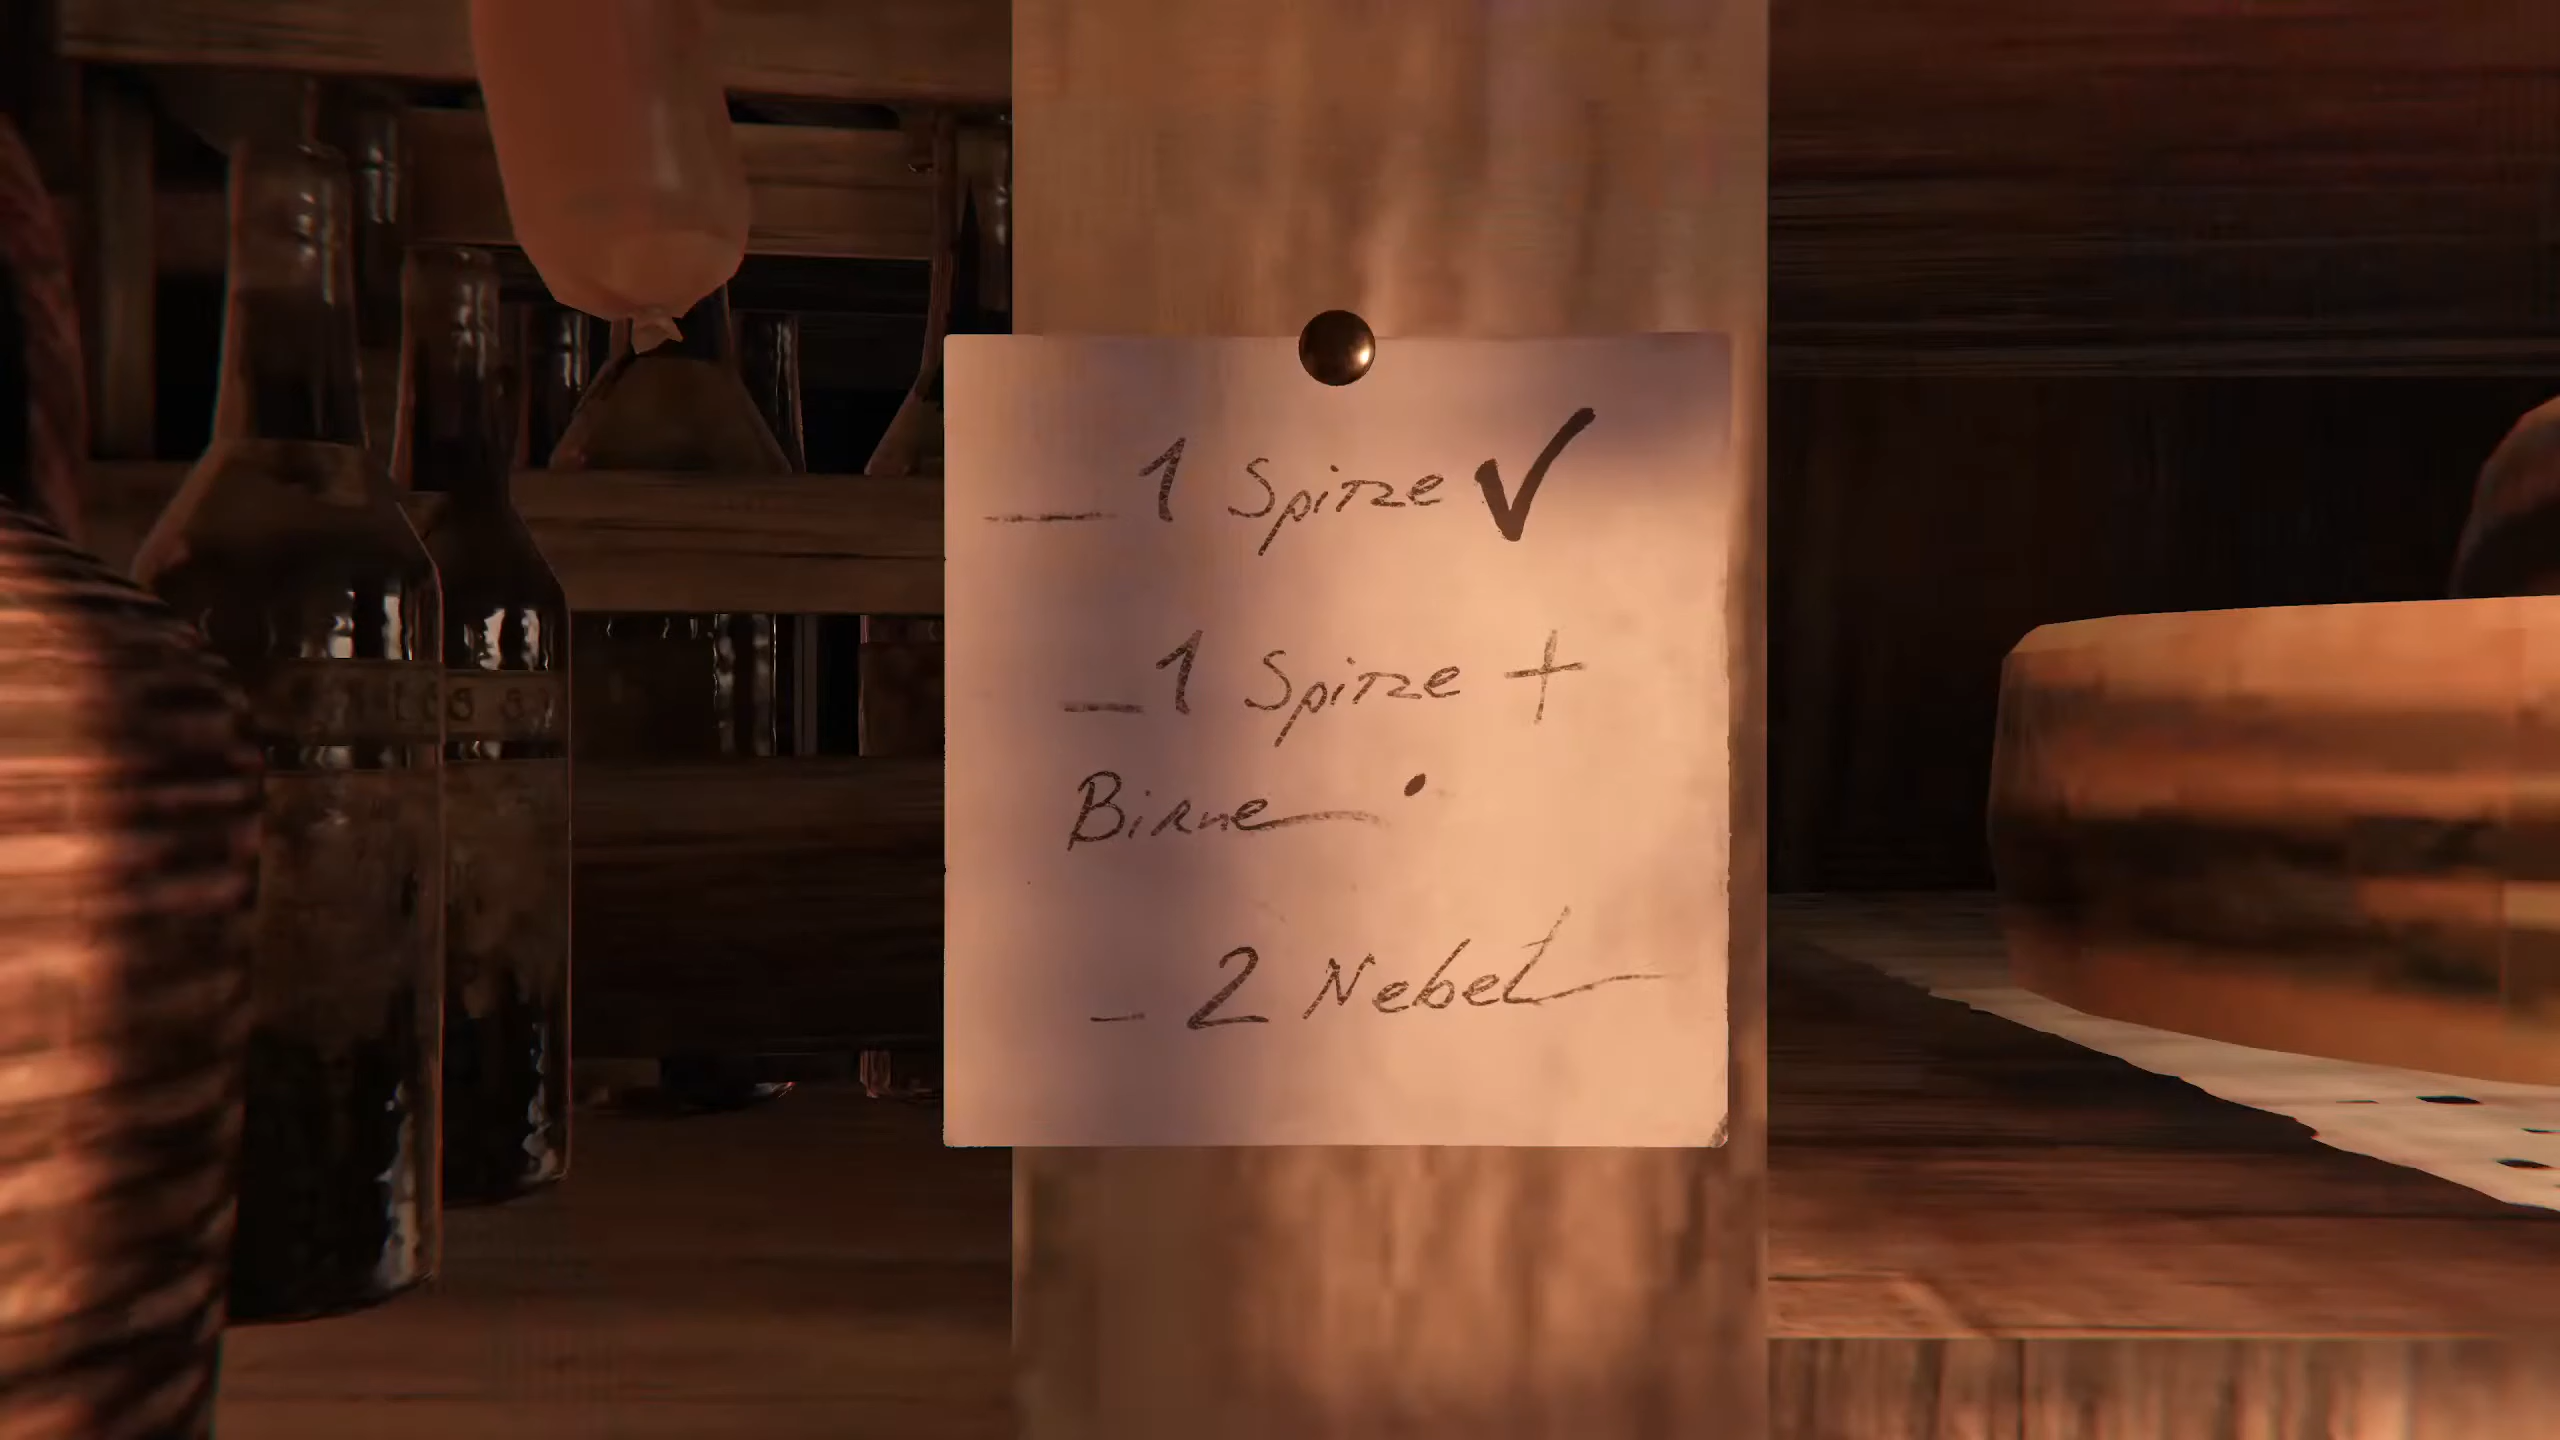 - 1 Spitze ✓
- 1 Spitze +
Birne
- 2 Nebel